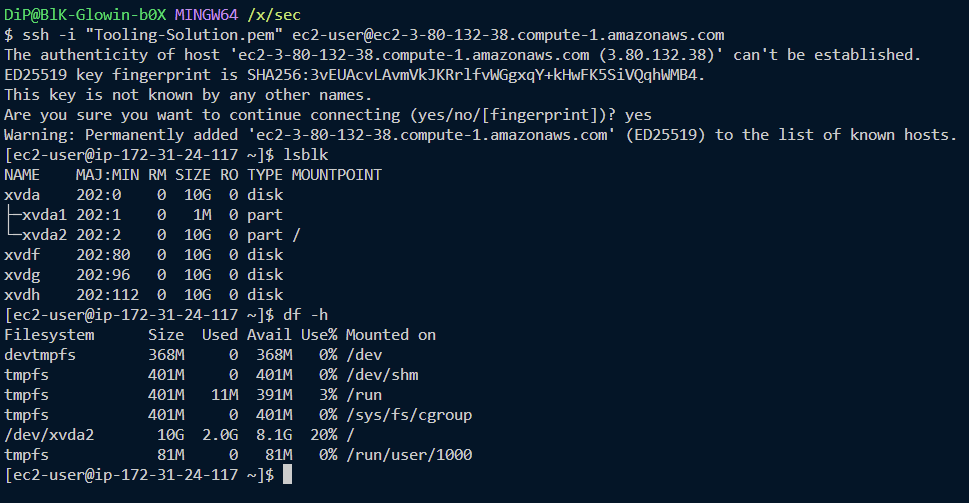 DiP@BlK-Glowin-b0X MINGW64 /x/sec
$ ssh -i "Tooling-Solution.pem" ec2-user@ec2-3-80-132-38.compute-1.amazonaws.com
The authenticity of host 'ec2-3-80-132-38.compute-1.amazonaws.com (3.80.132.38)' can't be established.
ED25519 key fingerprint is SHA256:3vEUAcvLAvmVkJKRrlfvWGgxqY+kHwFK5SiVQqhWMB4.
This key is not known by any other names.
Are you sure you want to continue connecting (yes/no/[fingerprint])? yes
Warning: Permanently added 'ec2-3-80-132-38.compute-1.amazonaws.com' (ED25519) to the list of known hosts.
[ec2-user@ip-172-31-24-117 ~]$ lsblk
NAME    MAJ:MIN RM SIZE RO TYPE MOUNTPOINT
xvda    202:0    0  10G  0 disk
├─xvda1 202:1    0   1M  0 part
└─xvda2 202:2    0  10G  0 part /
xvdf    202:80   0  10G  0 disk
xvdg    202:96   0  10G  0 disk
xvdh    202:112  0  10G  0 disk
[ec2-user@ip-172-31-24-117 ~]$ df -h
Filesystem      Size  Used Avail Use% Mounted on
devtmpfs        368M     0  368M   0% /dev
tmpfs           401M     0  401M   0% /dev/shm
tmpfs           401M   11M  391M   3% /run
tmpfs           401M     0  401M   0% /sys/fs/cgroup
/dev/xvda2       10G  2.0G  8.1G  20% /
tmpfs            81M     0   81M   0% /run/user/1000
[ec2-user@ip-172-31-24-117 ~]$